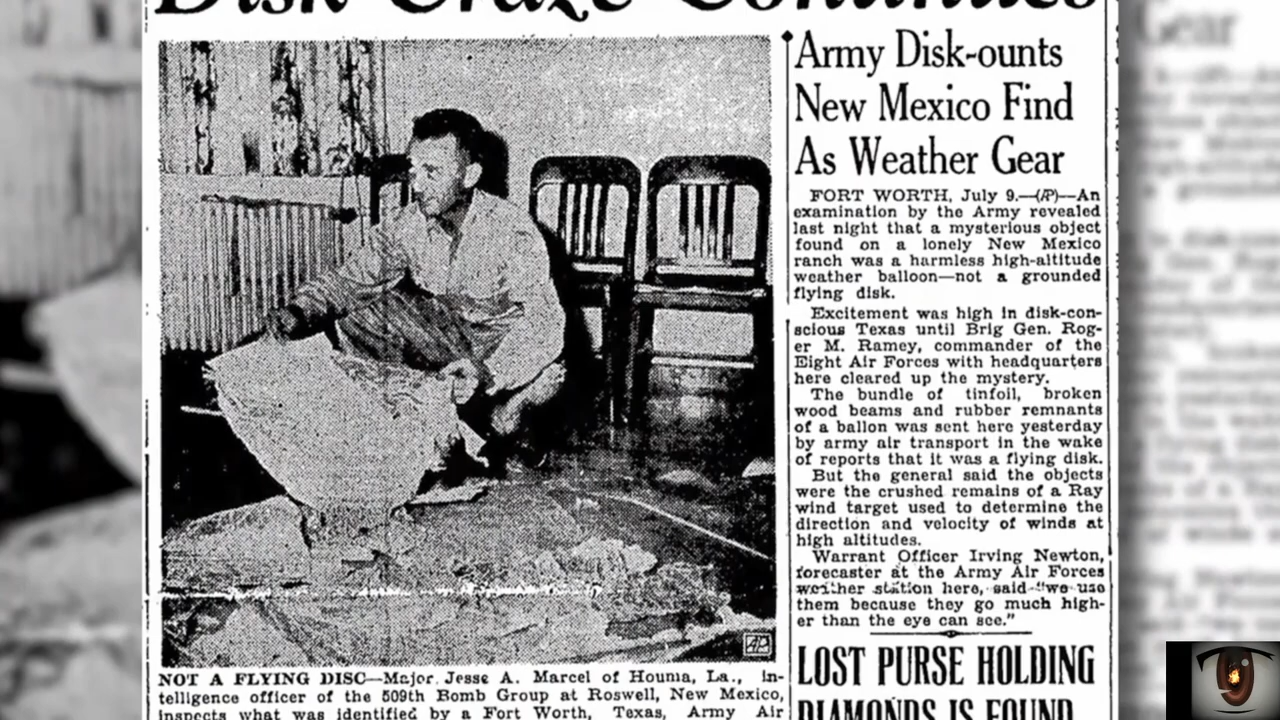 Disk Craze Continues
Army Disk-ounts
New Mexico Find
As Weather Gear
FORT WORTH, July 9.—(AP)—An
examination by the Army revealed
last night that a mysterious object
found on a lonely New Mexico
ranch was a harmless high-altitude
weather balloon—not a grounded
flying disk.
Excitement was high in disk-con-
scious Texas until Brig Gen. Rog-
er M. Ramey, commander of the
Eight Air Forces with headquarters
here cleared up the mystery.
The bundle of tinfoil, broken
wood beams and rubber remnants
of a ballon was sent here yesterday
by army air transport in the wake
of reports that it was a flying disk.
But the general said the objects
were the crushed remains of a Ray
wind target used to determine the
direction and velocity of winds at
high altitudes.
Warrant Officer Irving Newton,
forecaster at the Army Air Forces
weather station here, said "we use
them because they go much high-
er than the eye can see."
LOST PURSE HOLDING
DIAMONDS IS FOUND
NOT A FLYING DISC—Major Jesse A. Marcel of Houma, La., in-
telligence officer of the 509th Bomb Group at Roswell, New Mexico,
inspects what was identified by a Fort Worth, Texas, Army Air